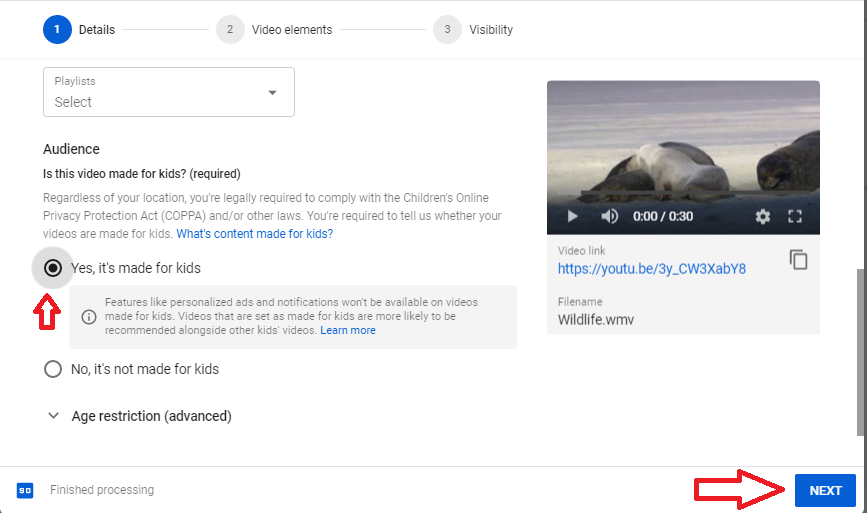 1 Details 2 Video elements 3 Visibility
Playlists
Select
Audience
Is this video made for kids? (required)
Regardless of your location, you're legally required to comply with the Children's Online
Privacy Protection Act (COPPA) and/or other laws. You're required to tell us whether your
videos are made for kids. What's content made for kids?
Yes, it's made for kids
Features like personalized ads and notifications won't be available on videos
made for kids. Videos that are set as made for kids are more likely to be
recommended alongside other kids' videos. Learn more
No, it's not made for kids
Age restriction (advanced)
0:00 / 0:30
Video link
https://youtu.be/3y_CW3XabY8
Filename
Wildlife.wmv
SD Finished processing
NEXT